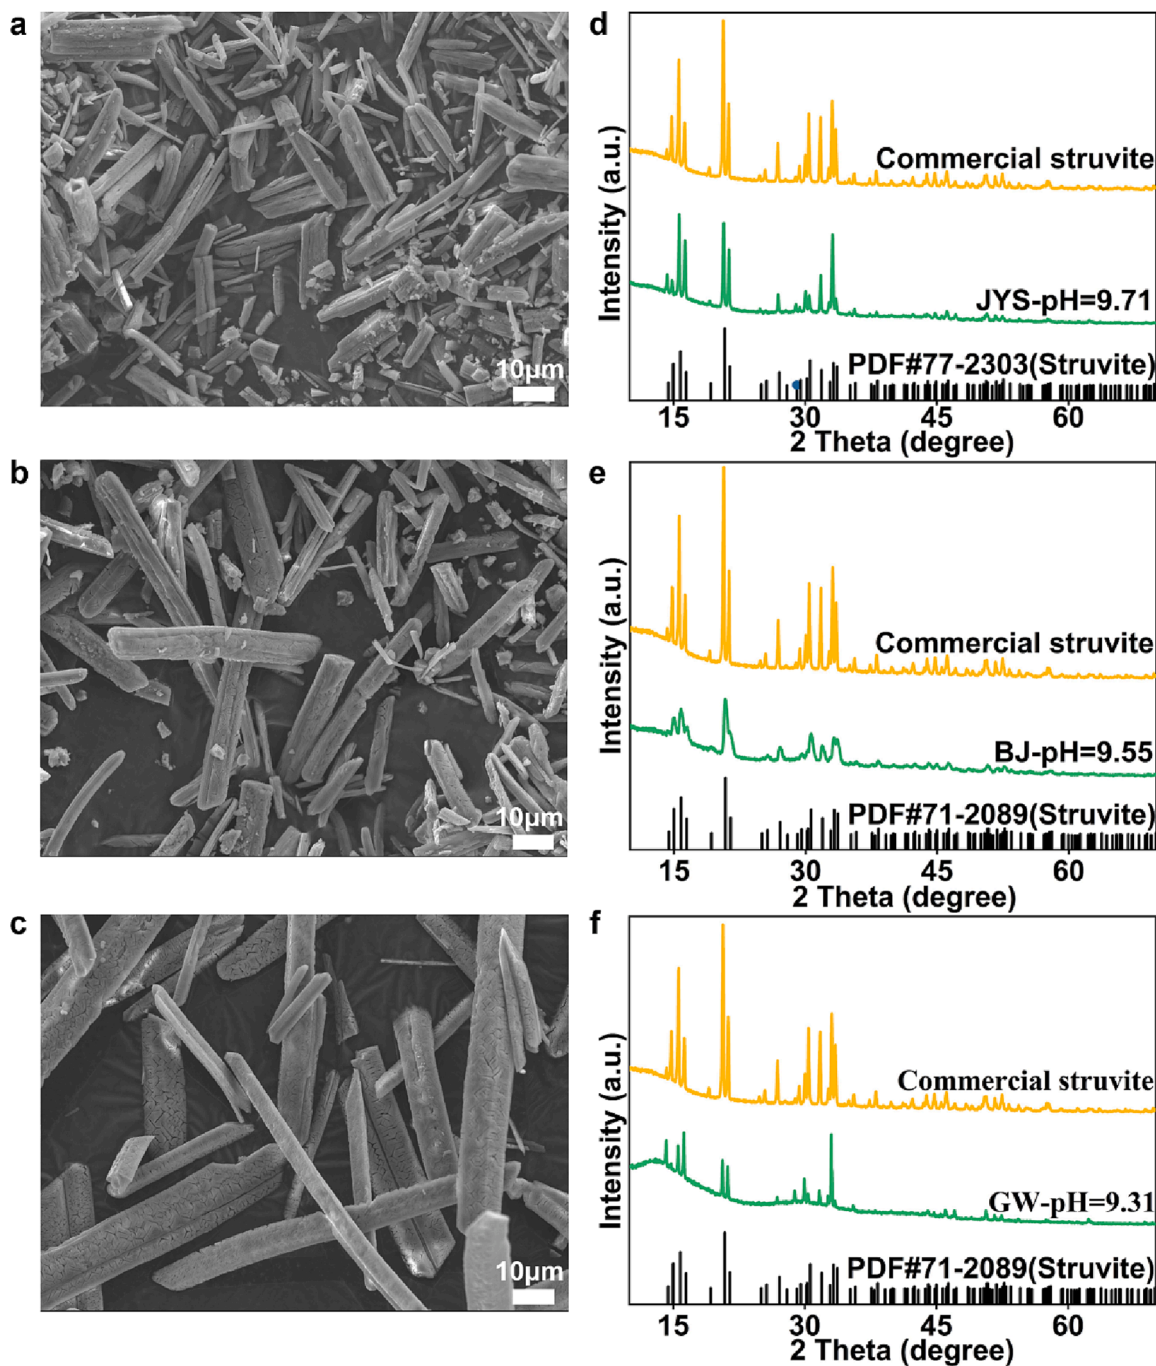 a
10μm
d
Intensity (a.u.)
Commercial struvite
JYS-pH=9.71
PDF#77-2303(Struvite)
15 30 45 60
2 Theta (degree)
b
10μm
e
Intensity (a.u.)
Commercial struvite
BJ-pH=9.55
PDF#71-2089(Struvite)
15 30 45 60
2 Theta (degree)
c
10μm
f
Intensity (a.u.)
Commercial struvite
GW-pH=9.31
PDF#71-2089(Struvite)
15 30 45 60
2 Theta (degree)